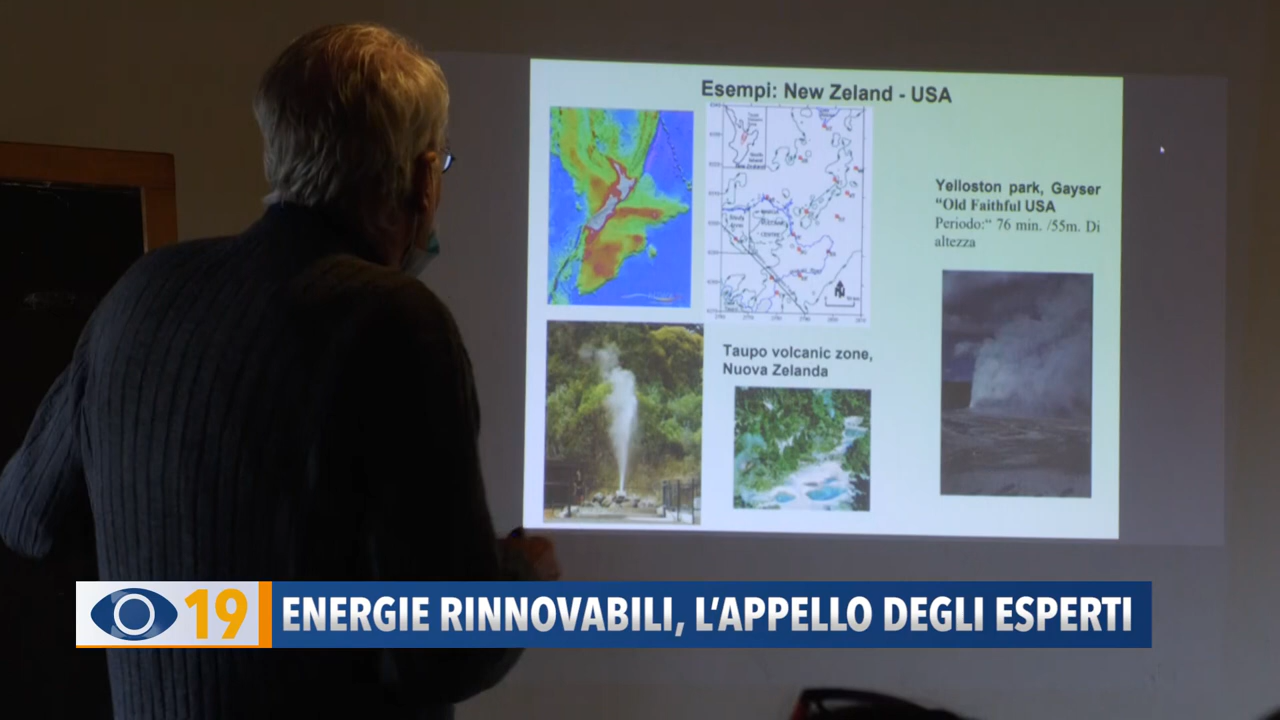 Esempi: New Zeland - USA
Yelloston park, Gayser
“Old Faithful USA
Periodo:“ 76 min. /55m. Di
altezza
Taupo volcanic zone,
Nuova Zelanda
19
ENERGIE RINNOVABILI, L’APPELLO DEGLI ESPERTI